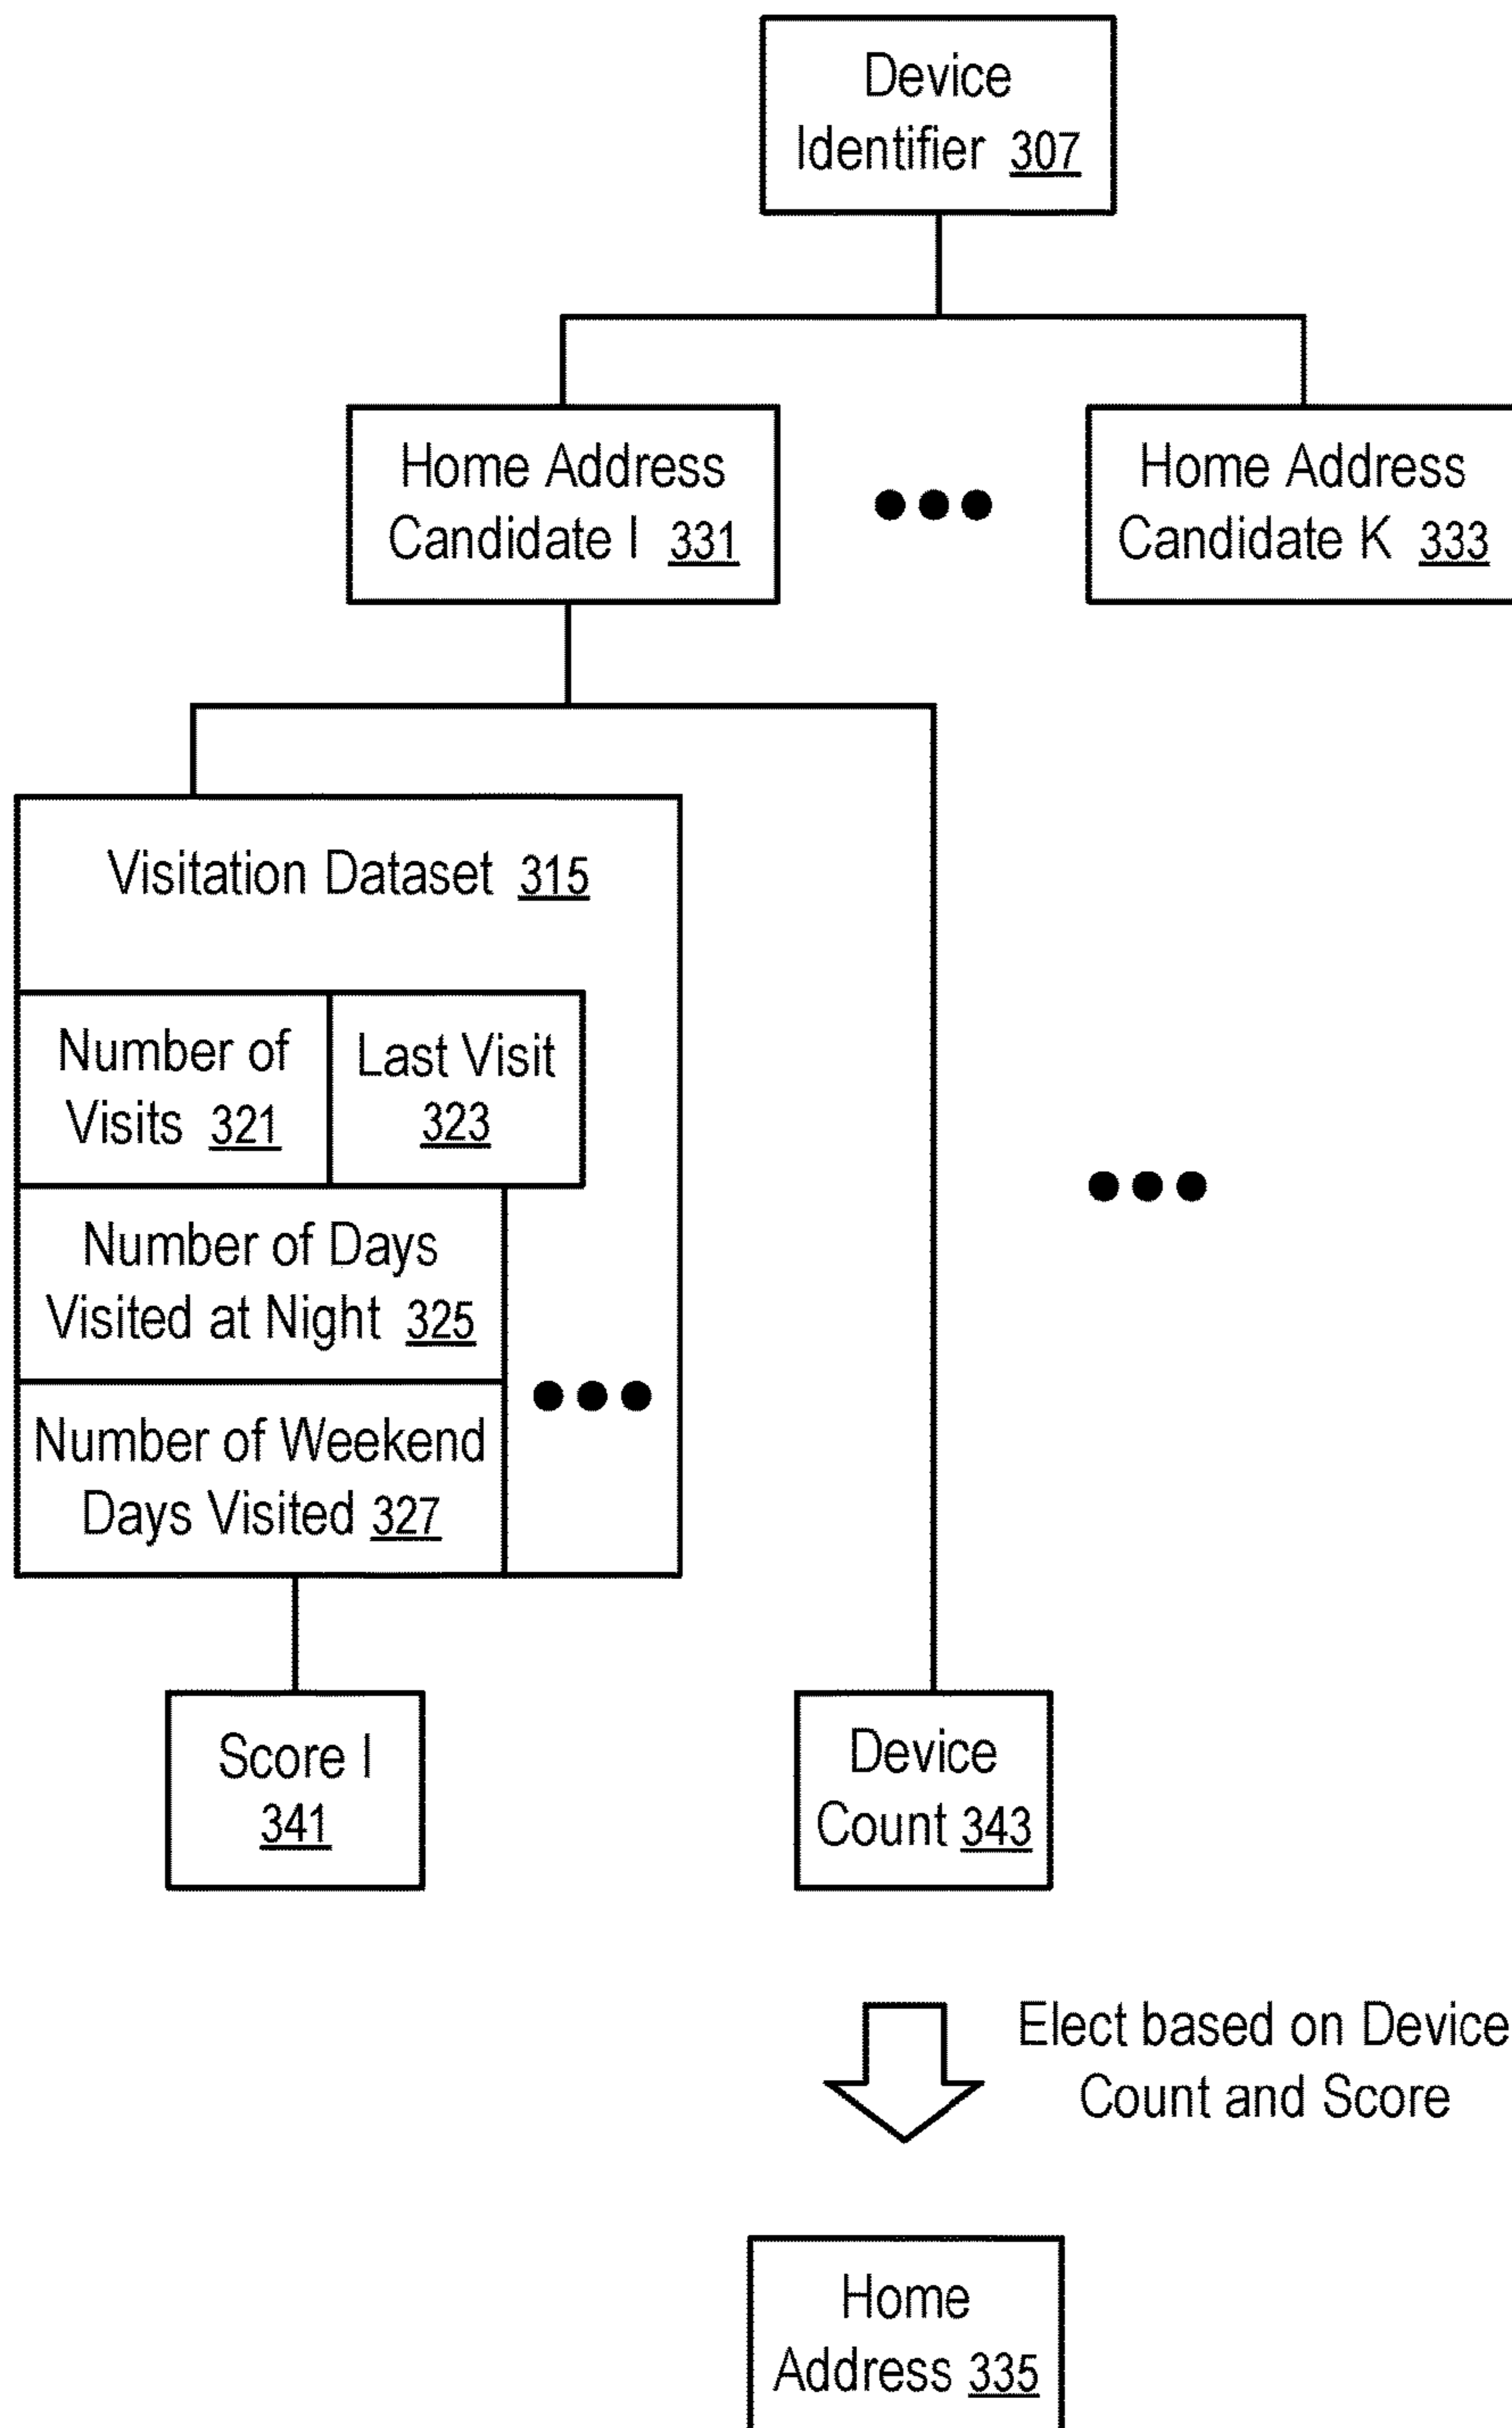 Device
Identifier 307
Home Address
Candidate I 331
Home Address
Candidate K 333
Visitation Dataset 315
Number of
Visits 321
Last Visit
323
Number of Days
Visited at Night 325
Number of Weekend
Days Visited 327
Score I
341
Device
Count 343
Elect based on Device
Count and Score
Home
Address 335